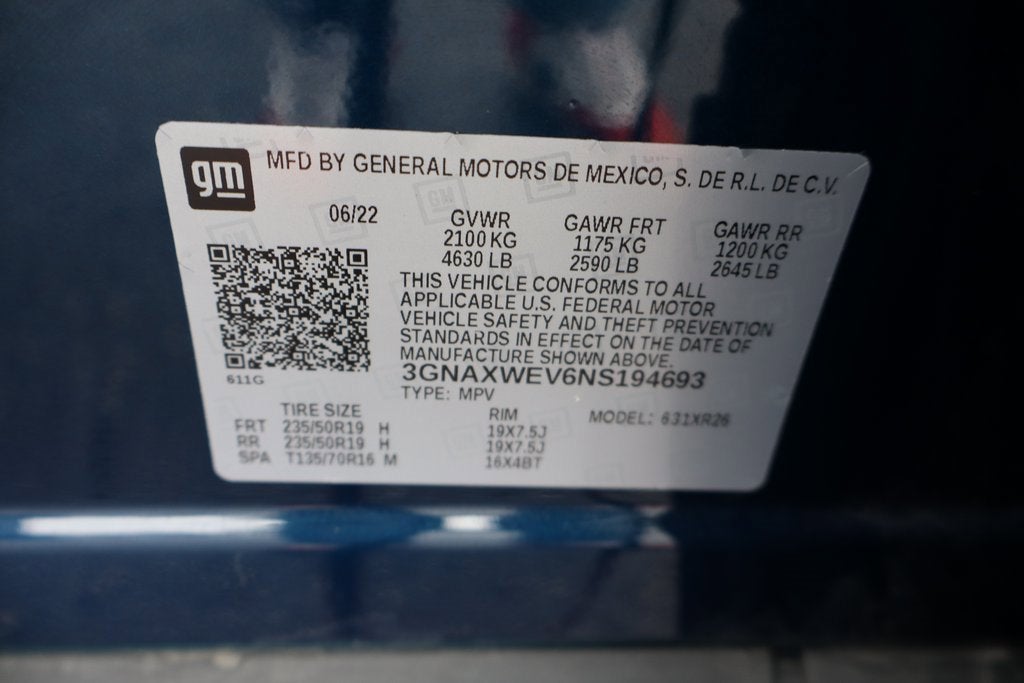 gm
MFD BY GENERAL MOTORS DE MEXICO, S. DE R.L. DE C.V.
06/22 GVWR GAWR FRT GAWR RR
2100 KG 1175 KG 1200 KG
4630 LB 2590 LB 2645 LB
THIS VEHICLE CONFORMS TO ALL
APPLICABLE U.S. FEDERAL MOTOR
VEHICLE SAFETY AND THEFT PREVENTION
STANDARDS IN EFFECT ON THE DATE OF
MANUFACTURE SHOWN ABOVE.
3GNAXWEV6NS194693
611G
TYPE: MPV
TIRE SIZE RIM MODEL: 631XR26
FRT 235/50R19 H 19X7.5J
RR 235/50R19 H 19X7.5J
SPA T135/70R16 M 16X4BT